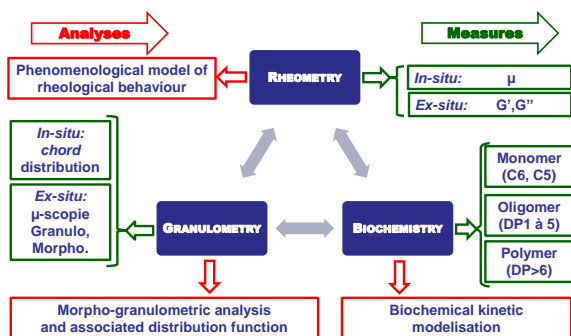 Analyses
Measures
Phenomenological model of
rheological behaviour
RHEOMETRY
In-situ: μ
Ex-situ: G’,G”
In-situ:
chord
distribution
Ex-situ:
μ-scopie
Granulo,
Morpho.
GRANULOMETRY
BIOCHEMISTRY
Monomer
(C6, C5)
Oligomer
(DP1 à 5)
Polymer
(DP>6)
Morpho-granulometric analysis
and associated distribution function
Biochemical kinetic
modelisation